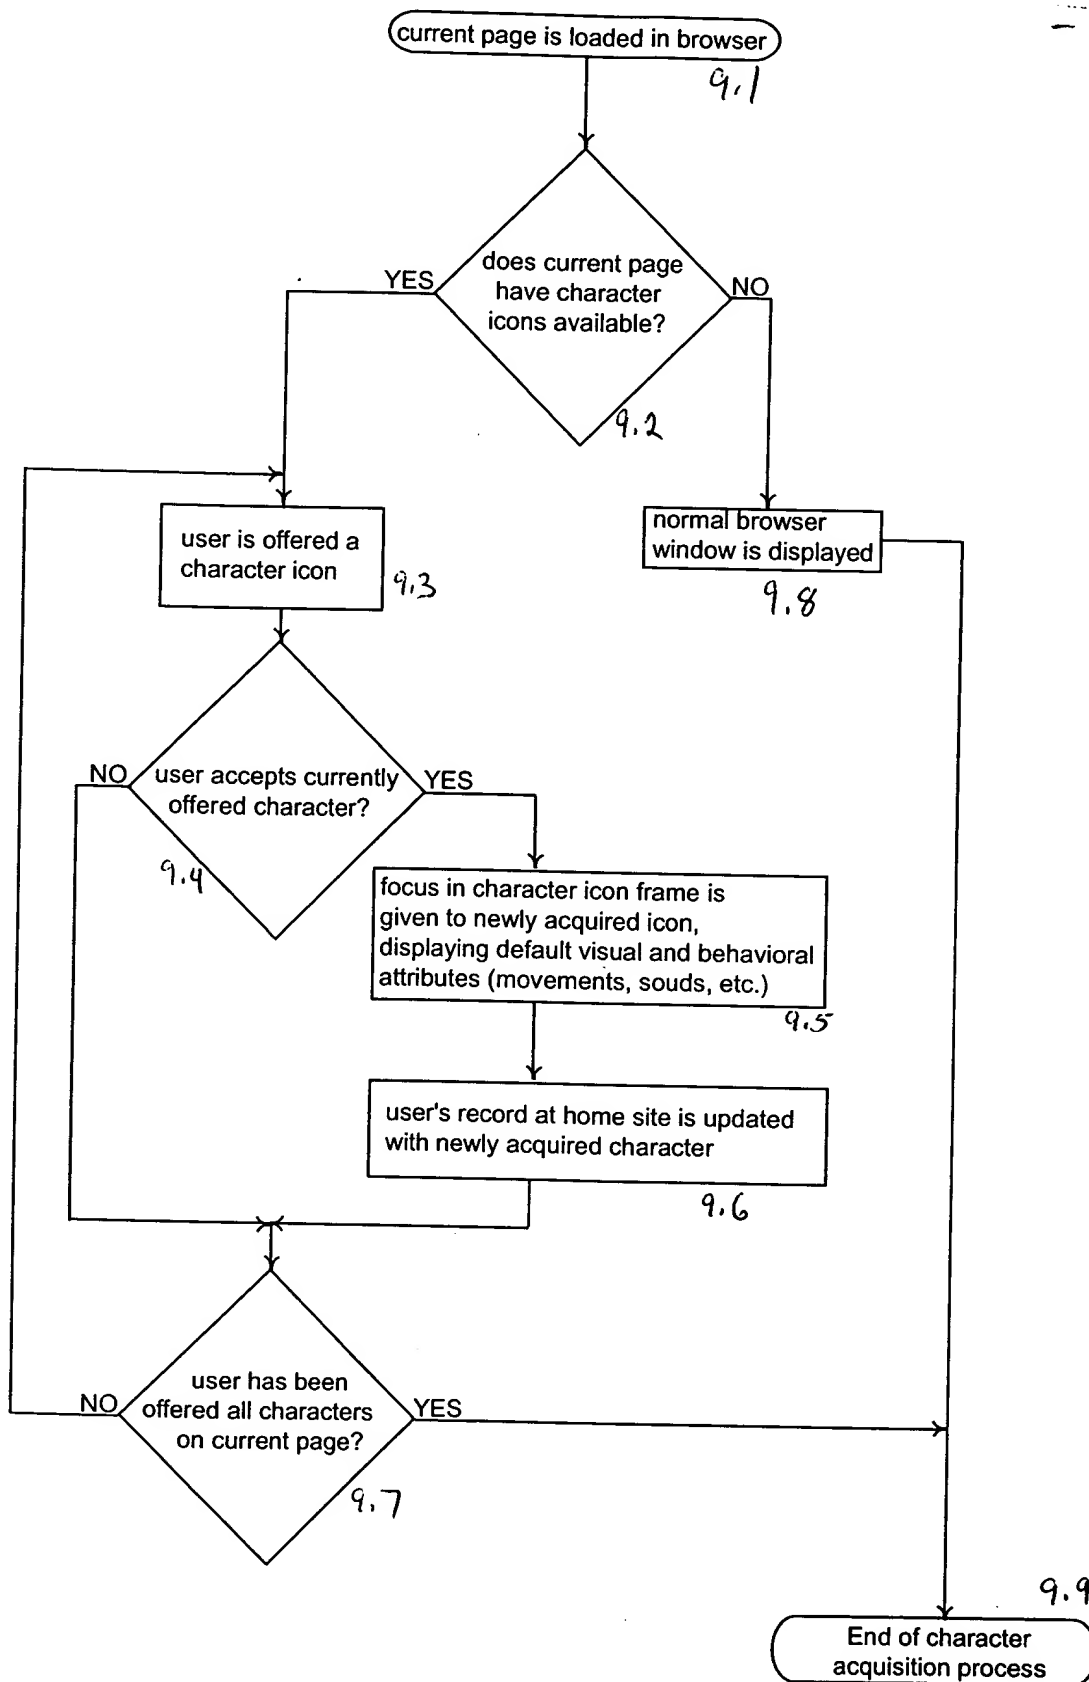 current page is loaded in browser
9.1
does current page
have character
icons available?
YES
NO
9.2
user is offered a
character icon
9.3
normal browser
window is displayed
9.8
user accepts currently
offered character?
NO
YES
9.4
focus in character icon frame is
given to newly acquired icon,
displaying default visual and behavioral
attributes (movements, souds, etc.)
9.5
user's record at home site is updated
with newly acquired character
9.6
user has been
offered all characters
on current page?
NO
YES
9.7
9.9
End of character
acquisition process